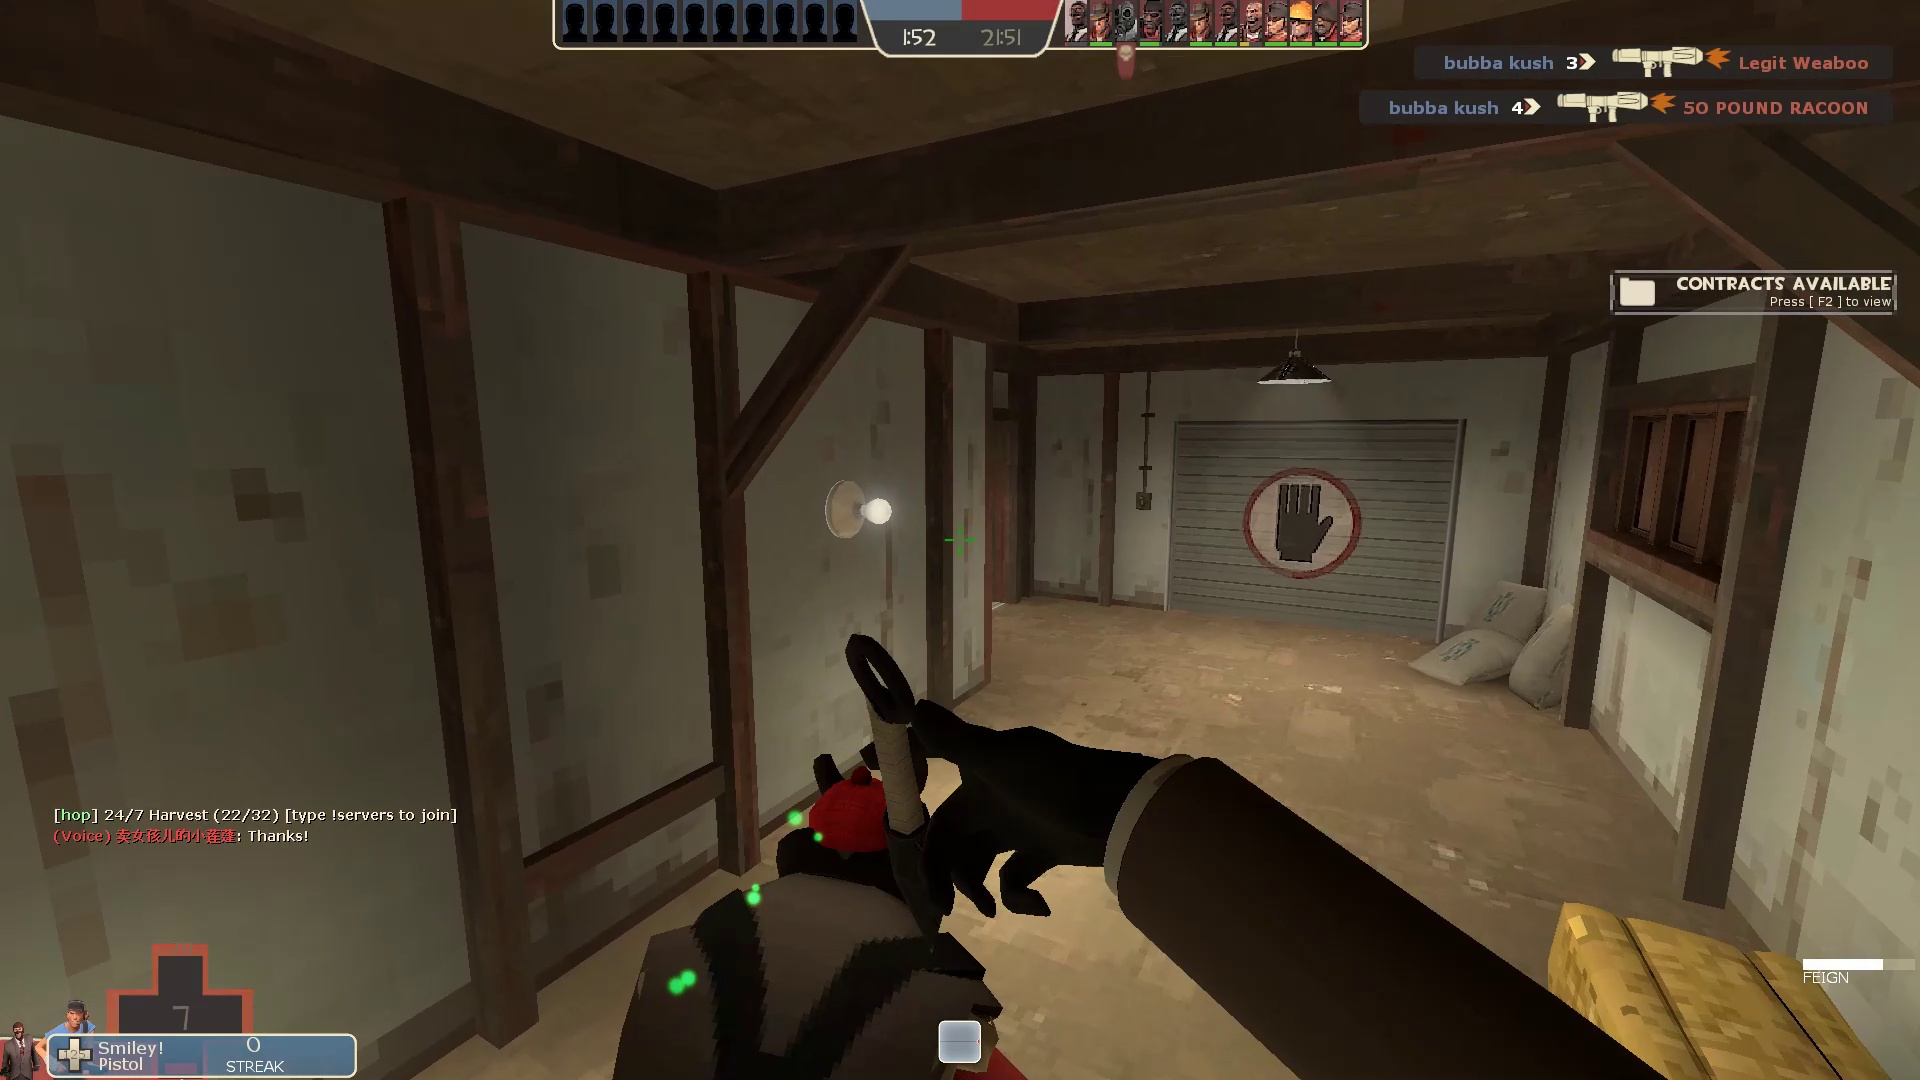 1:52 21:51
bubba kush 3 Legit Weaboo
bubba kush 4 50 POUND RACOON
CONTRACTS AVAILABLE
Press [ F2 ] to view
[hop] 24/7 Harvest (22/32) [type !servers to join]
(Voice) 卖女孩儿的小莲蓬: Thanks!
FEIGN
7
125 Smiley! 0
Pistol STREAK